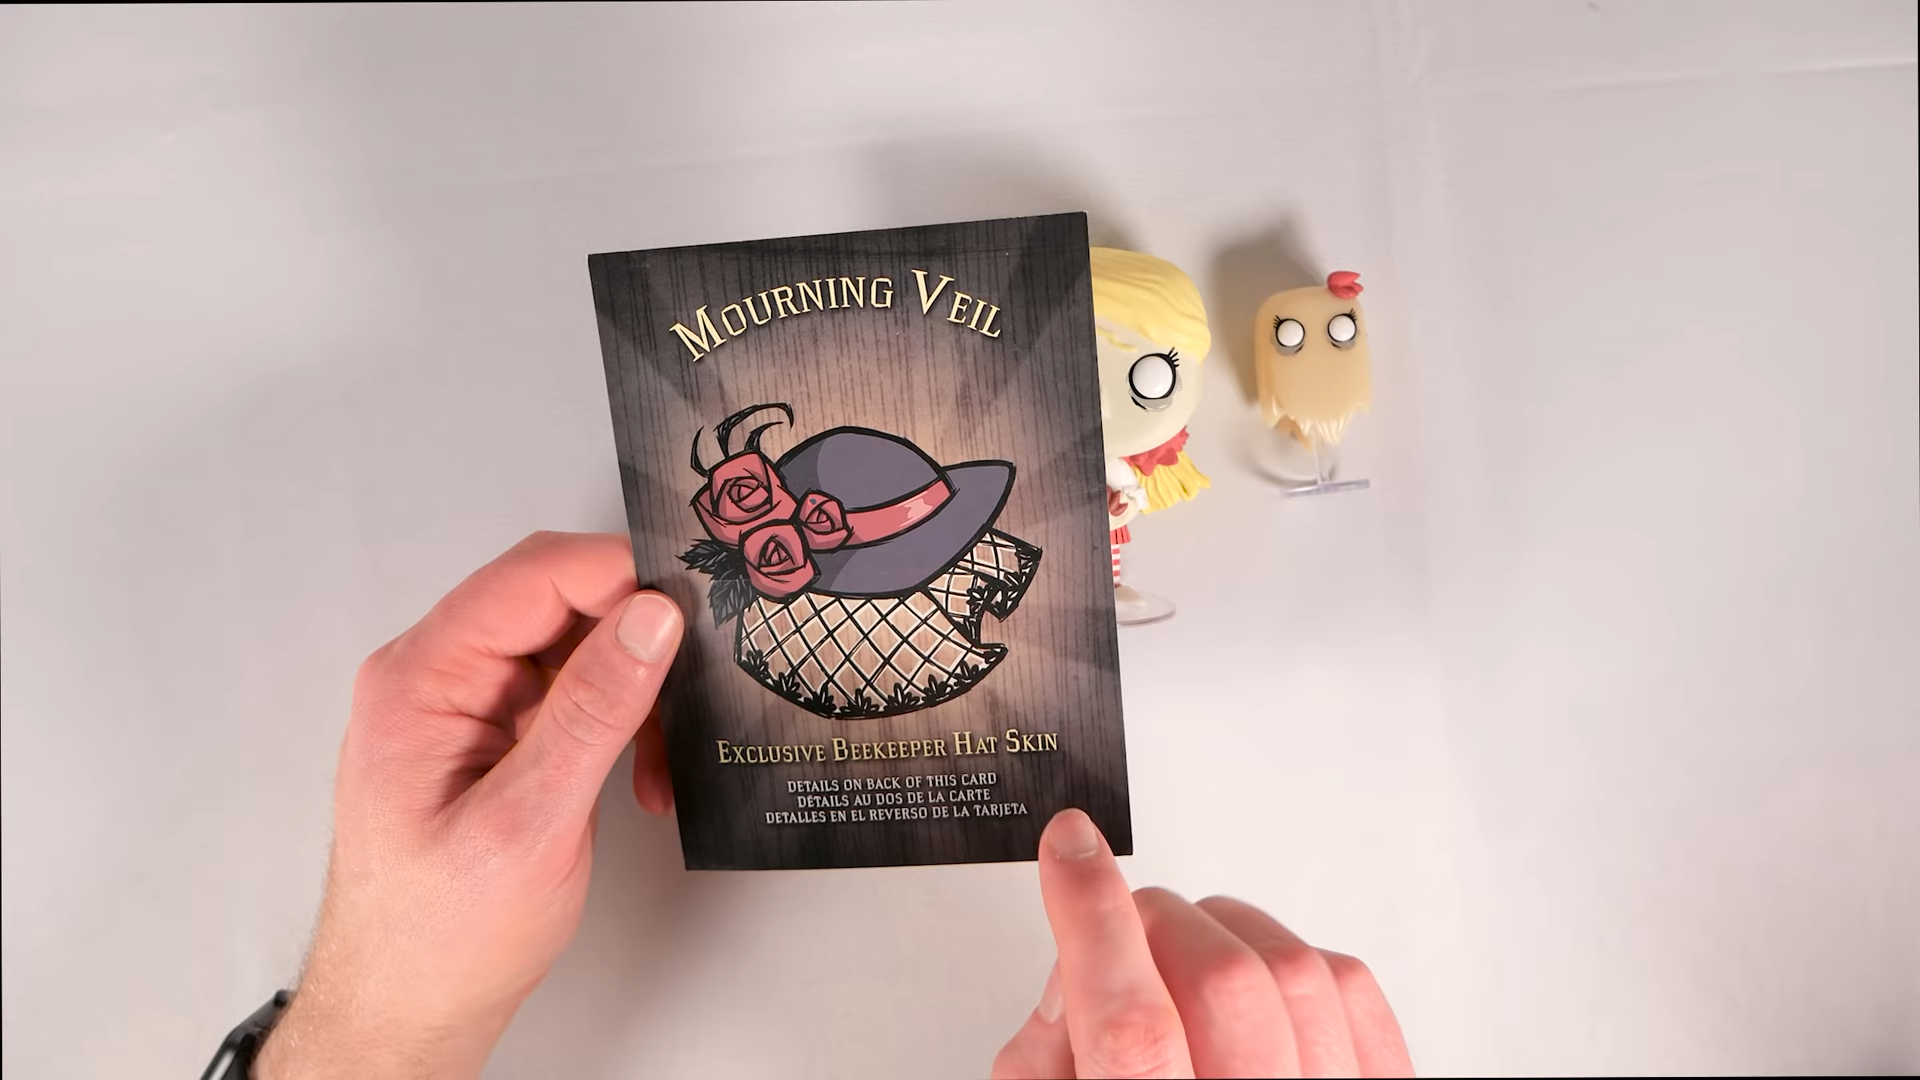 MOURNING VEIL
EXCLUSIVE BEEKEEPER HAT SKIN
DETAILS ON BACK OF THIS CARD
DÉTAILS AU DOS DE LA CARTE
DETALLES EN EL REVERSO DE LA TARJETA